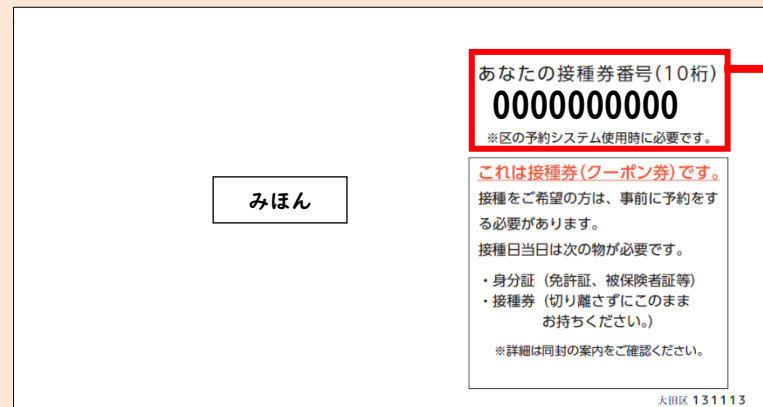 あなたの接種券番号(10桁)
0000000000
※区の予約システム使用時に必要です。
みほん
これは接種券(クーポン券)です。
接種をご希望の方は、事前に予約をす
る必要があります。
接種日当日は次の物が必要です。
・身分証（免許証、被保険者証等）
・接種券（切り離さずにこのまま
お持ちください。）
※詳細は同封の案内をご確認ください。
大田区 131113